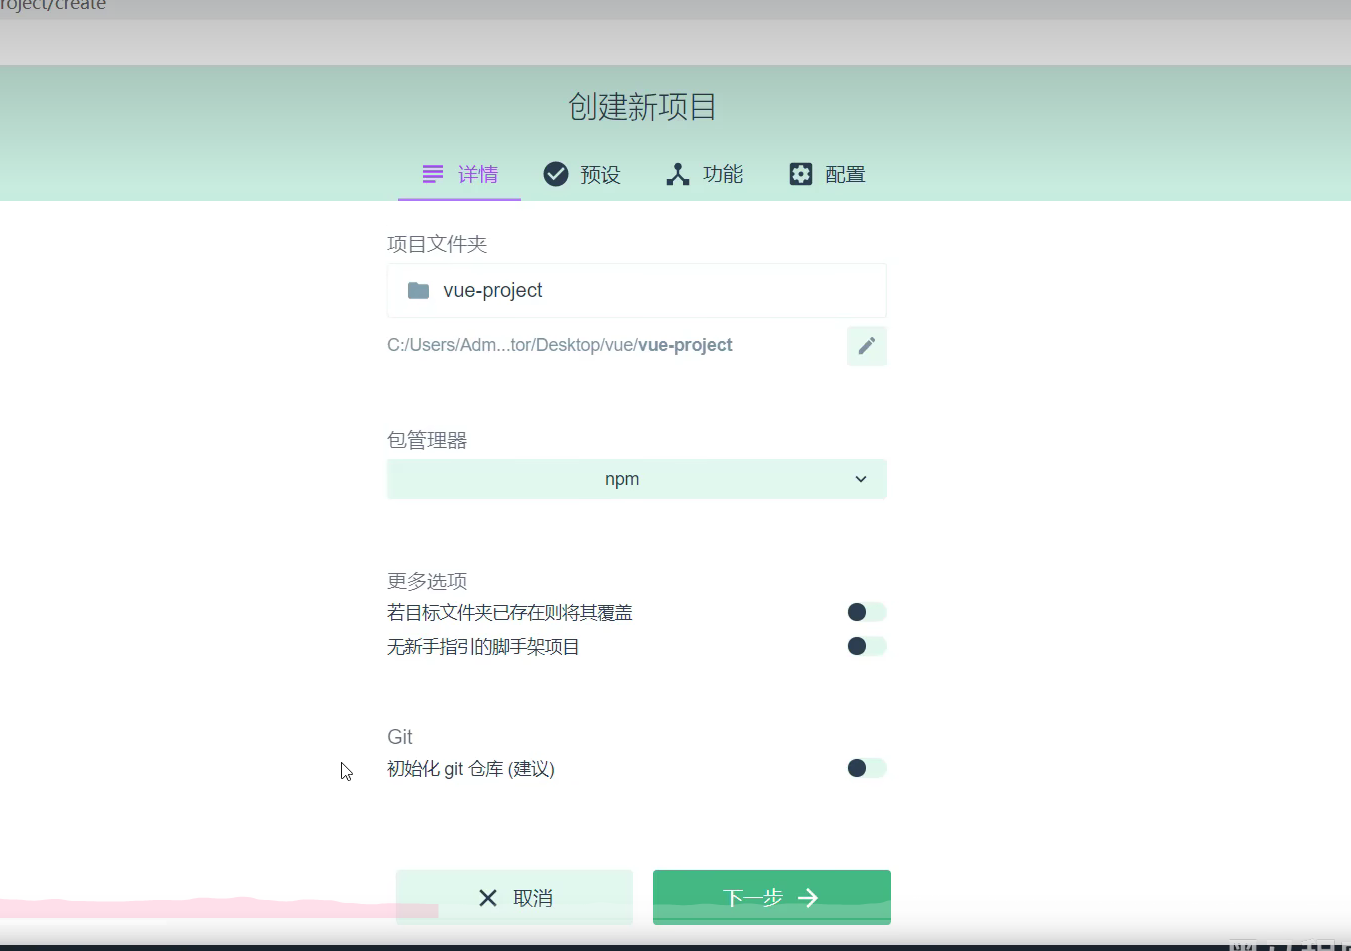 roject/create
创建新项目
详情 预设 功能 配置
项目文件夹
vue-project
C:/Users/Adm...tor/Desktop/vue/vue-project
包管理器
npm
更多选项
若目标文件夹已存在则将其覆盖
无新手指引的脚手架项目
Git
初始化 git 仓库 (建议)
取消 下一步